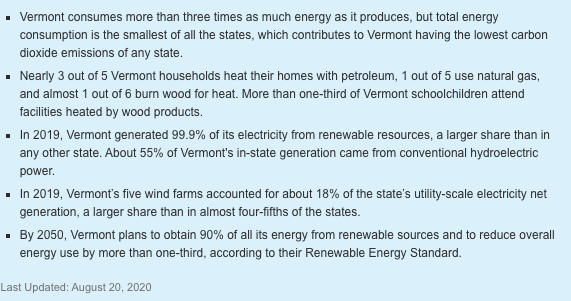 ▪ Vermont consumes more than three times as much energy as it produces, but total energy
consumption is the smallest of all the states, which contributes to Vermont having the lowest carbon
dioxide emissions of any state.
▪ Nearly 3 out of 5 Vermont households heat their homes with petroleum, 1 out of 5 use natural gas,
and almost 1 out of 6 burn wood for heat. More than one-third of Vermont schoolchildren attend
facilities heated by wood products.
▪ In 2019, Vermont generated 99.9% of its electricity from renewable resources, a larger share than in
any other state. About 55% of Vermont's in-state generation came from conventional hydroelectric
power.
▪ In 2019, Vermont's five wind farms accounted for about 18% of the state's utility-scale electricity net
generation, a larger share than in almost four-fifths of the states.
▪ By 2050, Vermont plans to obtain 90% of all its energy from renewable sources and to reduce overall
energy use by more than one-third, according to their Renewable Energy Standard.
Last Updated: August 20, 2020